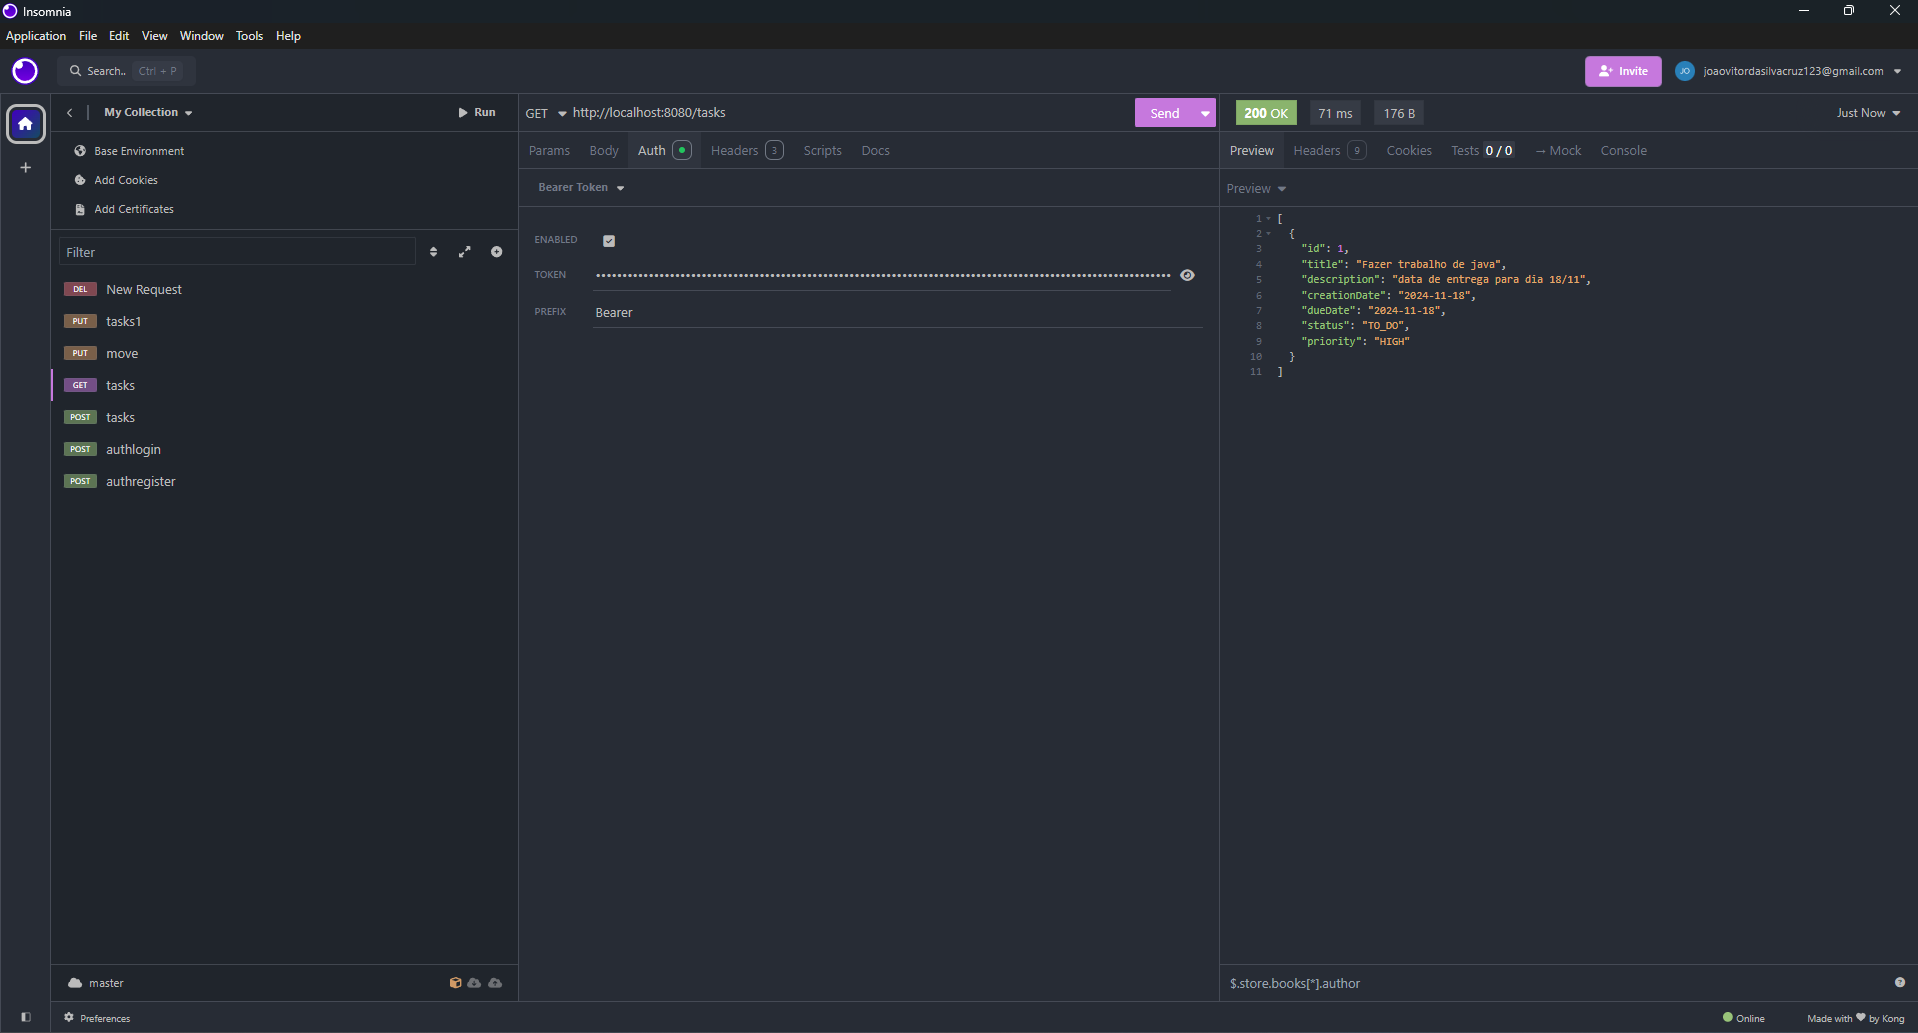 Insomnia
Application File Edit View Window Tools Help
Search.. Ctrl + P
Invite
JO joaovitordasilvacruz123@gmail.com
My Collection
Run
Base Environment
Add Cookies
Add Certificates
Filter
DEL New Request
PUT tasks1
PUT move
GET tasks
POST tasks
POST authlogin
POST authregister
master
Preferences
GET http://localhost:8080/tasks
Send
Params Body Auth Headers 3 Scripts Docs
Bearer Token
ENABLED
TOKEN
PREFIX Bearer
200 OK 71 ms 176 B
Just Now
Preview Headers 9 Cookies Tests 0 / 0 → Mock Console
Preview
1 [
2 {
3 "id": 1,
4 "title": "Fazer trabalho de java",
5 "description": "data de entrega para dia 18/11",
6 "creationDate": "2024-11-18",
7 "dueDate": "2024-11-18",
8 "status": "TO_DO",
9 "priority": "HIGH"
10 }
11 ]
$.store.books[*].author
Online
Made with ❤ by Kong